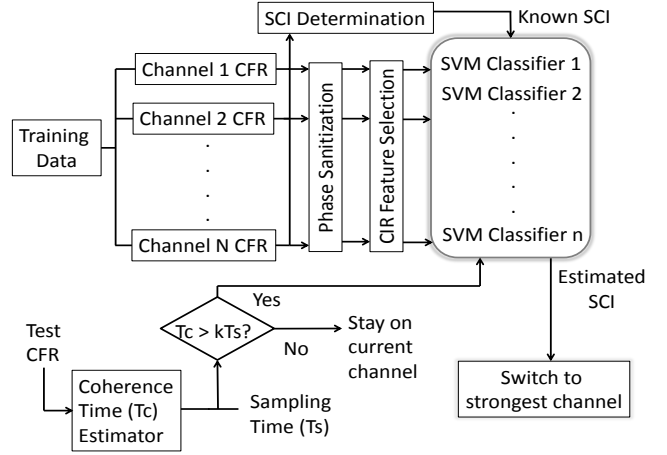 SCI Determination
Known SCI
Channel 1 CFR
Channel 2 CFR
Channel N CFR
Training
Data
Phase Sanitization
CIR Feature Selection
SVM Classifier 1
SVM Classifier 2
SVM Classifier n
Estimated
SCI
Switch to
strongest channel
Yes
Tc > kTs?
No
Stay on
current
channel
Test
CFR
Coherence
Time (Tc)
Estimator
Sampling
Time (Ts)